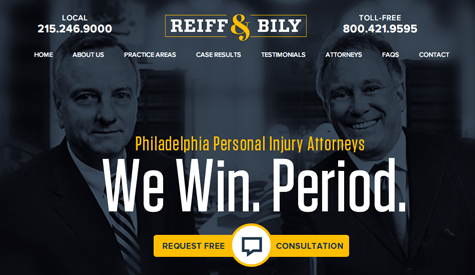 LOCAL
215.246.9000
REIFF & BILY
TOLL-FREE
800.421.9595
HOME ABOUT US PRACTICE AREAS CASE RESULTS TESTIMONIALS ATTORNEYS FAQS CONTACT
Philadelphia Personal Injury Attorneys
We Win. Period.
REQUEST FREE CONSULTATION